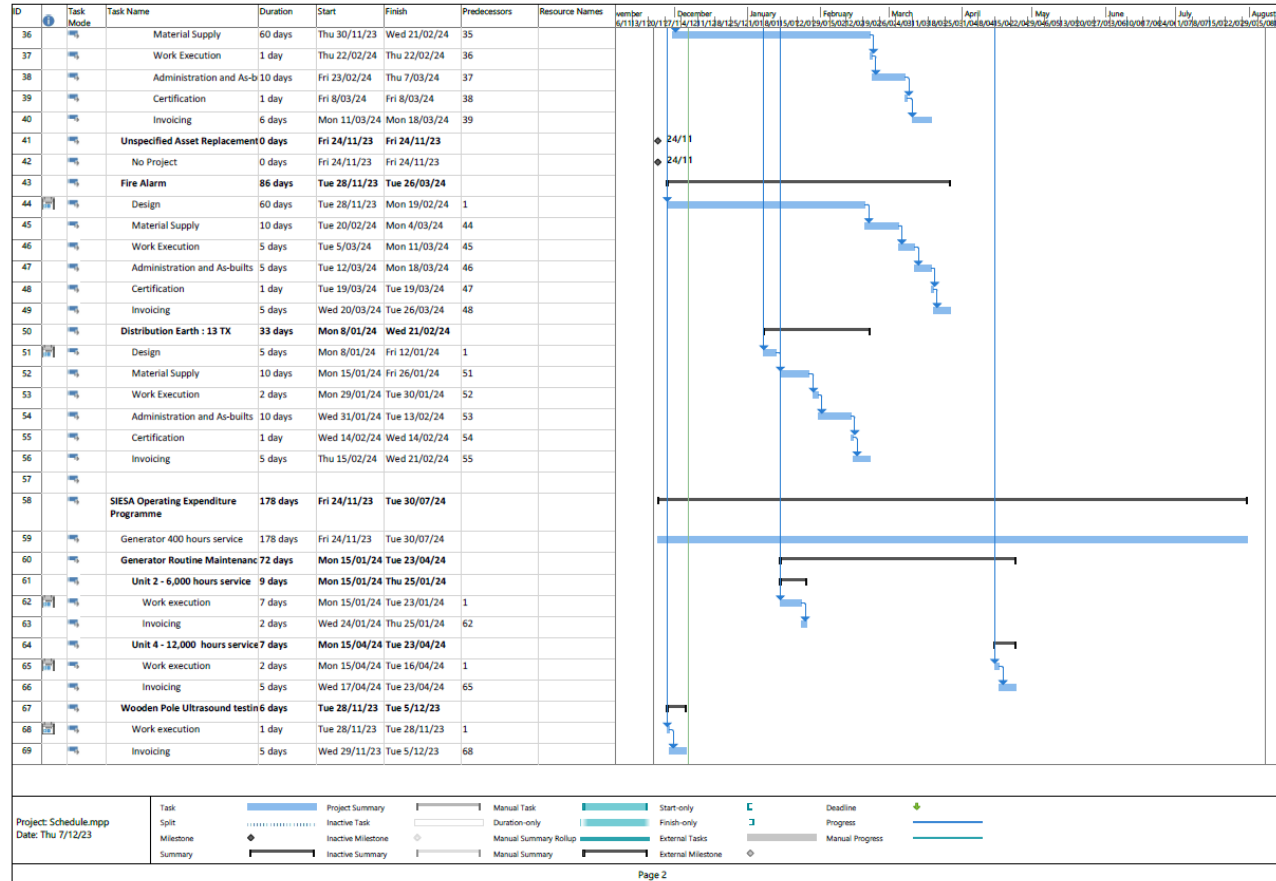 ID Task Mode Task Name Duration Start Finish Predecessors Resource Names
vember December January February March April May June July August
36 Material Supply 60 days Thu 30/11/23 Wed 21/02/24 35
37 Work Execution 1 day Thu 22/02/24 Thu 22/02/24 36
38 Administration and As-b 10 days Fri 23/02/24 Thu 7/03/24 37
39 Certification 1 day Fri 8/03/24 Fri 8/03/24 38
40 Invoicing 6 days Mon 11/03/24 Mon 18/03/24 39
41 Unspecified Asset Replacement 0 days Fri 24/11/23 Fri 24/11/23 24/11
42 No Project 0 days Fri 24/11/23 Fri 24/11/23 24/11
43 Fire Alarm 86 days Tue 28/11/23 Tue 26/03/24
44 Design 60 days Tue 28/11/23 Mon 19/02/24 1
45 Material Supply 10 days Tue 20/02/24 Mon 4/03/24 44
46 Work Execution 5 days Tue 5/03/24 Mon 11/03/24 45
47 Administration and As-builts 5 days Tue 12/03/24 Mon 18/03/24 46
48 Certification 1 day Tue 19/03/24 Tue 19/03/24 47
49 Invoicing 5 days Wed 20/03/24 Tue 26/03/24 48
50 Distribution Earth : 13 TX 33 days Mon 8/01/24 Wed 21/02/24
51 Design 5 days Mon 8/01/24 Fri 12/01/24 1
52 Material Supply 10 days Mon 15/01/24 Fri 26/01/24 51
53 Work Execution 2 days Mon 29/01/24 Tue 30/01/24 52
54 Administration and As-builts 10 days Wed 31/01/24 Tue 13/02/24 53
55 Certification 1 day Wed 14/02/24 Wed 14/02/24 54
56 Invoicing 5 days Thu 15/02/24 Wed 21/02/24 55
57
58 SIESA Operating Expenditure Programme 178 days Fri 24/11/23 Tue 30/07/24
59 Generator 400 hours service 178 days Fri 24/11/23 Tue 30/07/24
60 Generator Routine Maintenanc 72 days Mon 15/01/24 Tue 23/04/24
61 Unit 2 - 6,000 hours service 9 days Mon 15/01/24 Thu 25/01/24
62 Work execution 7 days Mon 15/01/24 Tue 23/01/24 1
63 Invoicing 2 days Wed 24/01/24 Thu 25/01/24 62
64 Unit 4 - 12,000 hours service 7 days Mon 15/04/24 Tue 23/04/24
65 Work execution 2 days Mon 15/04/24 Tue 16/04/24 1
66 Invoicing 5 days Wed 17/04/24 Tue 23/04/24 65
67 Wooden Pole Ultrasound testin 6 days Tue 28/11/23 Tue 5/12/23
68 Work execution 1 day Tue 28/11/23 Tue 28/11/23 1
69 Invoicing 5 days Wed 29/11/23 Tue 5/12/23 68
Project: Schedule.mpp
Date: Thu 7/12/23
Task Project Summary Manual Task Start-only Deadline
Split Inactive Task Duration-only Finish-only Progress
Milestone Inactive Milestone Manual Summary Rollup External Tasks Manual Progress
Summary Inactive Summary Manual Summary External Milestone
Page 2